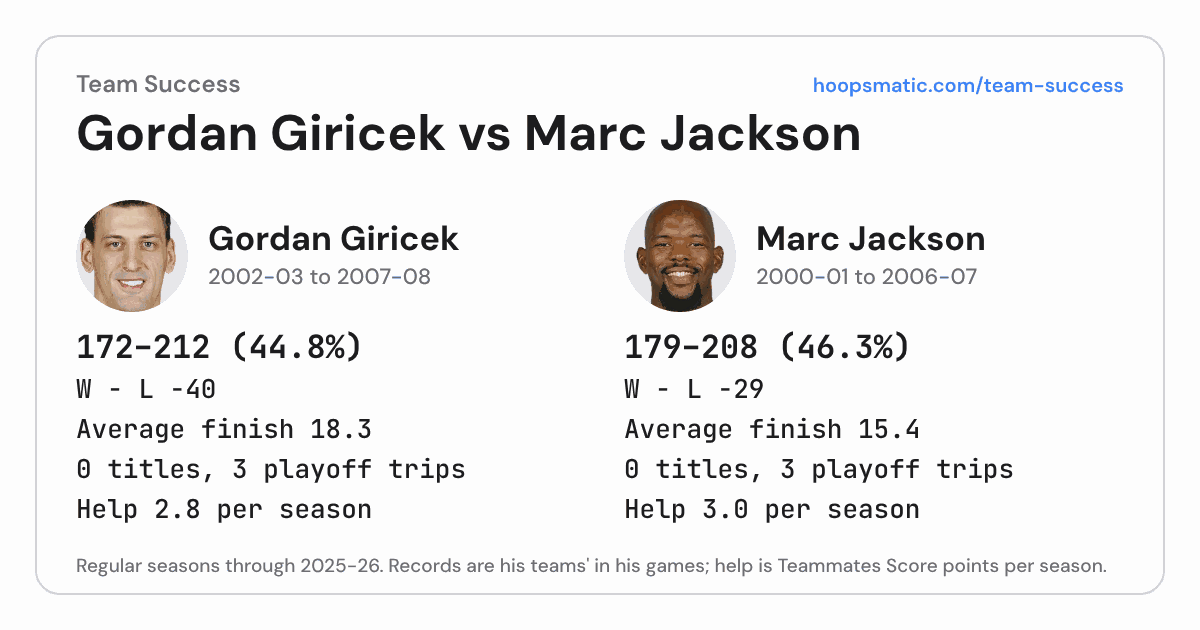 Team Success
hoopsmatic.com/team-success
Gordan Giricek vs Marc Jackson
Gordan Giricek
2002-03 to 2007-08
172-212 (44.8%)
W - L -40
Average finish 18.3
0 titles, 3 playoff trips
Help 2.8 per season
Marc Jackson
2000-01 to 2006-07
179-208 (46.3%)
W - L -29
Average finish 15.4
0 titles, 3 playoff trips
Help 3.0 per season
Regular seasons through 2025-26. Records are his teams' in his games; help is Teammates Score points per season.